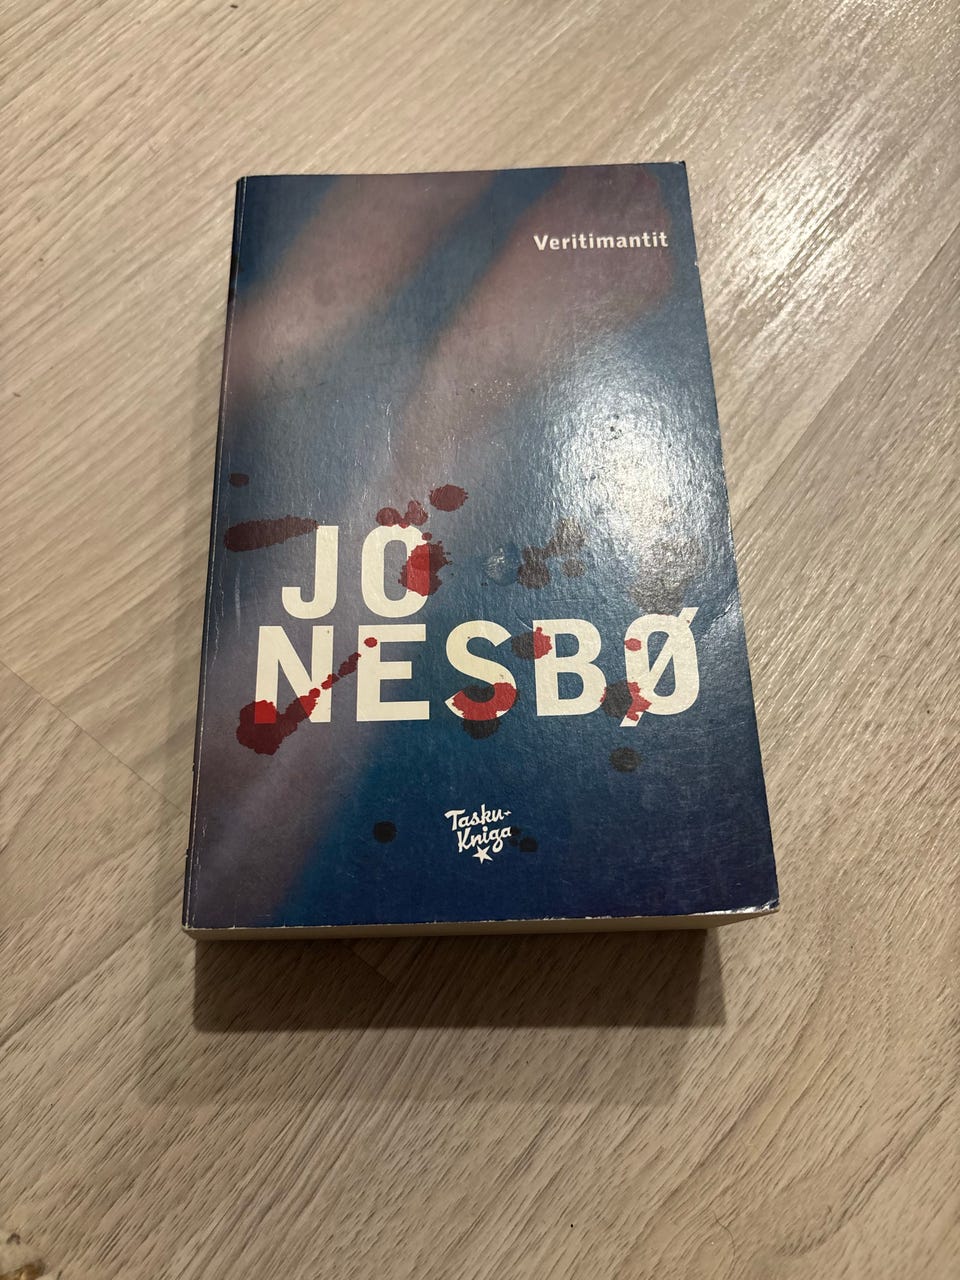 Veritimantit
JO
NESBØ
Tasku-
Kniga